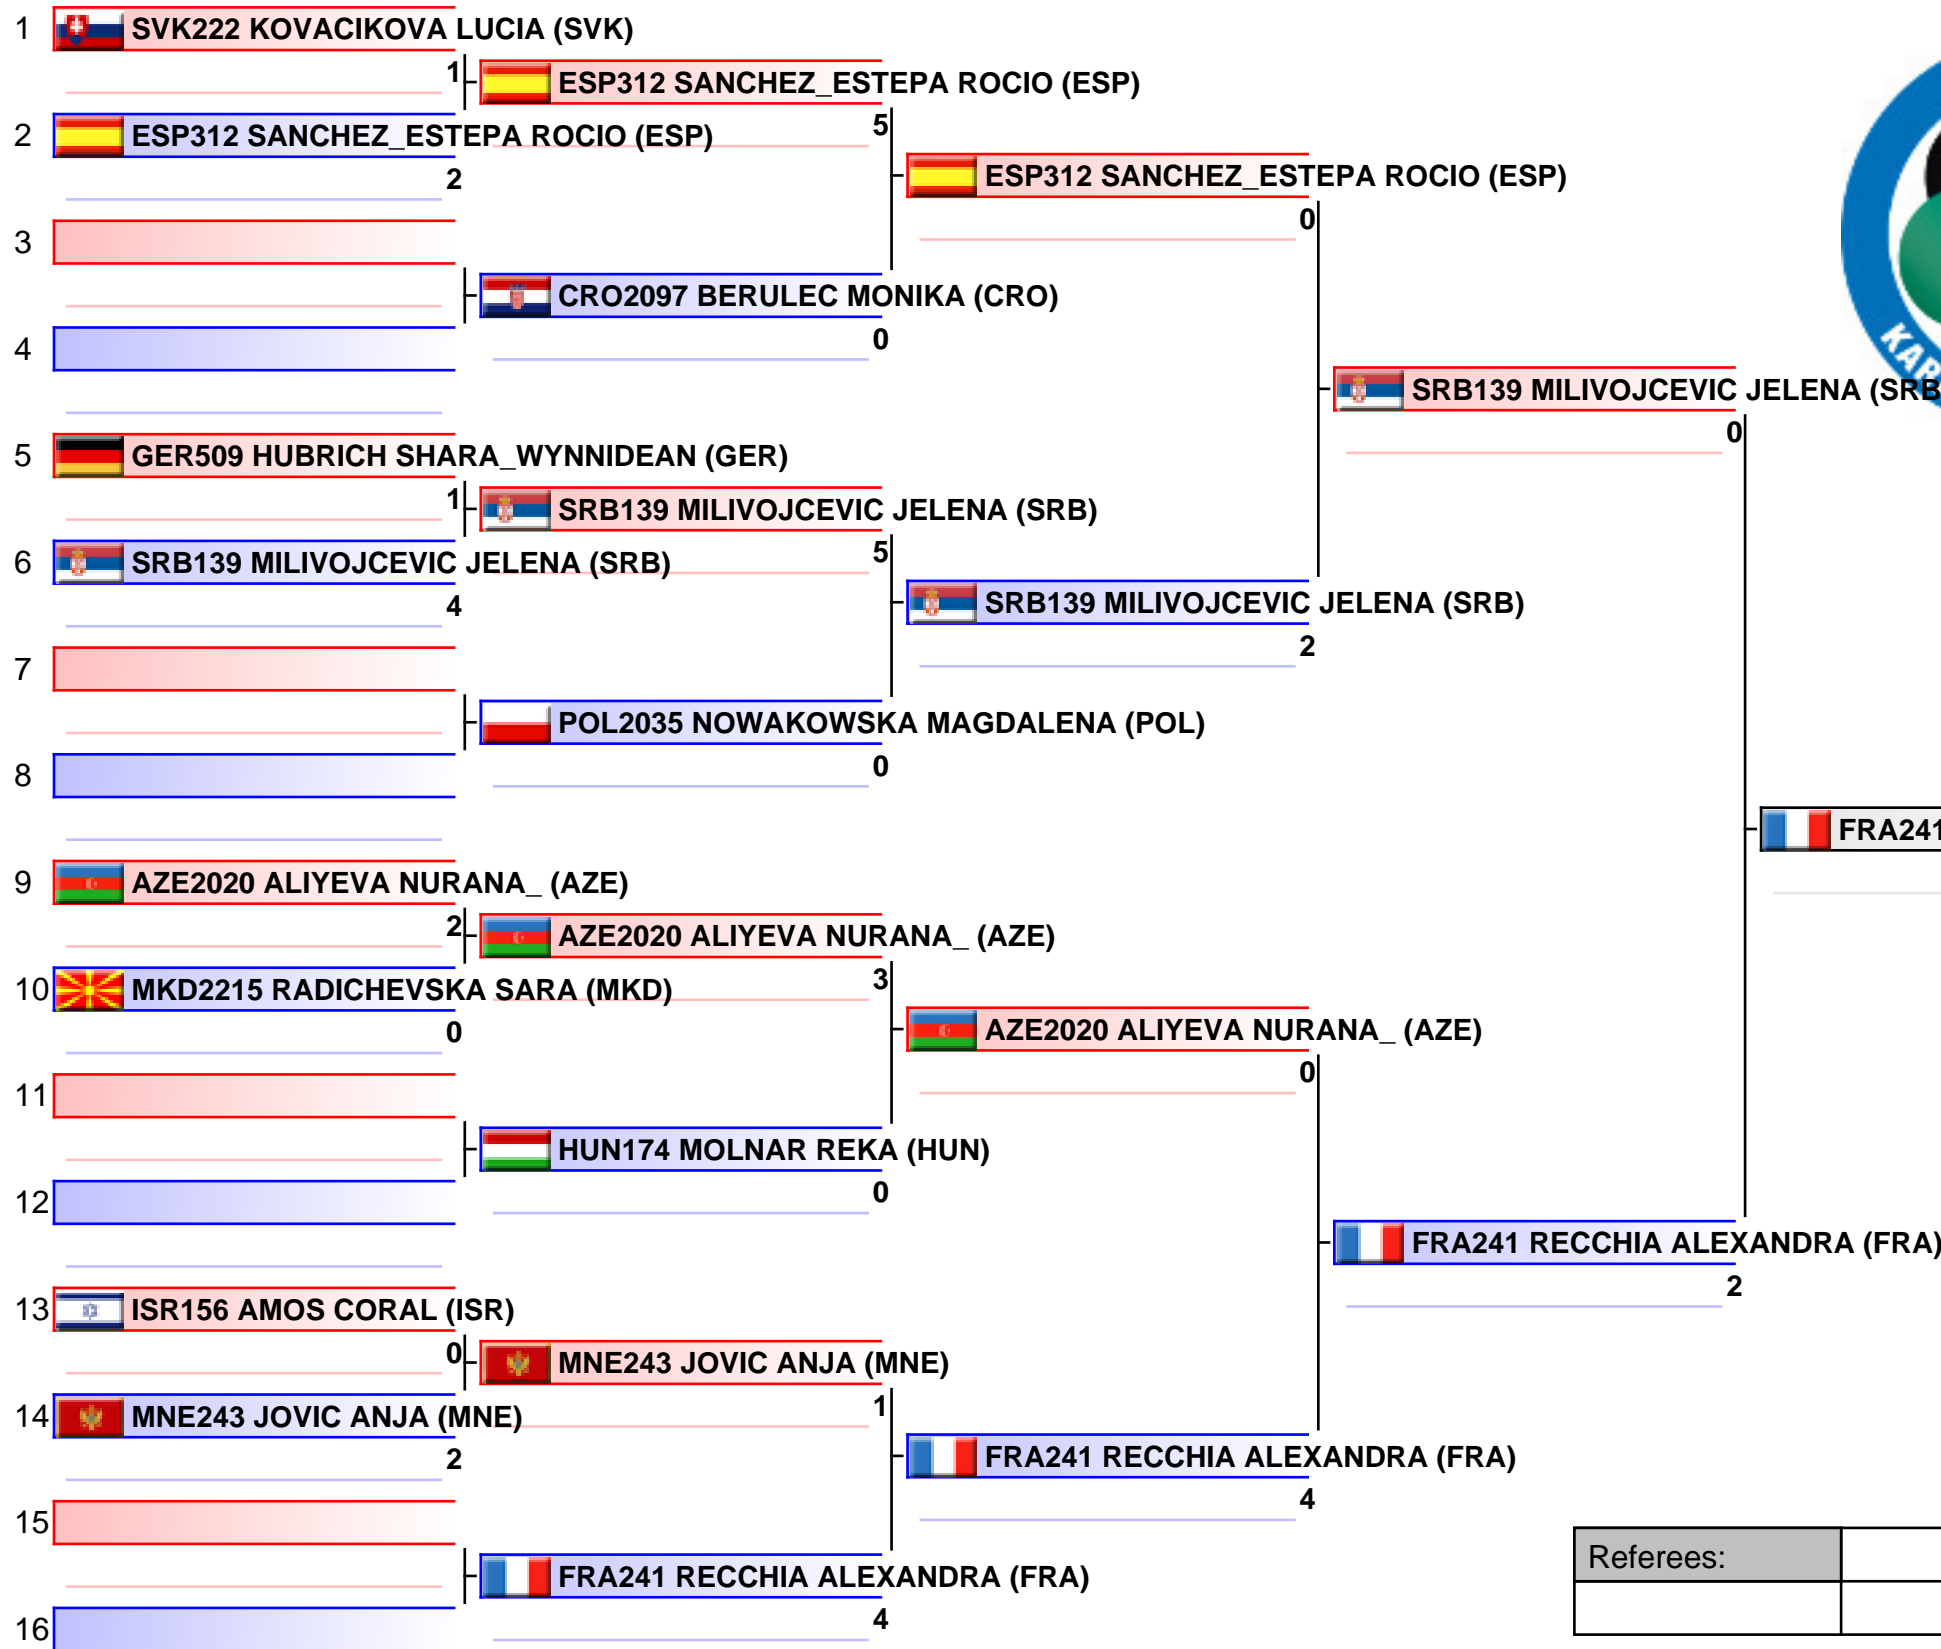 1 SVK222 KOVACIKOVA LUCIA (SVK)
1
ESP312 SANCHEZ_ESTEPA ROCIO (ESP)
5
2 ESP312 SANCHEZ_ESTEPA ROCIO (ESP)
2
ESP312 SANCHEZ_ESTEPA ROCIO (ESP)
0
3
CRO2097 BERULEC MONIKA (CRO)
0
4
SRB139 MILIVOJCEVIC JELENA (SRB
0
5 GER509 HUBRICH SHARA_WYNNIDEAN (GER)
1
SRB139 MILIVOJCEVIC JELENA (SRB)
5
6 SRB139 MILIVOJCEVIC JELENA (SRB)
4
SRB139 MILIVOJCEVIC JELENA (SRB)
2
7
POL2035 NOWAKOWSKA MAGDALENA (POL)
0
8
FRA241
9 AZE2020 ALIYEVA NURANA_ (AZE)
2
AZE2020 ALIYEVA NURANA_ (AZE)
3
10 MKD2215 RADICHEVSKA SARA (MKD)
0
AZE2020 ALIYEVA NURANA_ (AZE)
0
11
HUN174 MOLNAR REKA (HUN)
0
12
FRA241 RECCHIA ALEXANDRA (FRA)
2
13 ISR156 AMOS CORAL (ISR)
0
MNE243 JOVIC ANJA (MNE)
1
14 MNE243 JOVIC ANJA (MNE)
2
FRA241 RECCHIA ALEXANDRA (FRA)
4
15
FRA241 RECCHIA ALEXANDRA (FRA)
4
16
Referees:
KAR